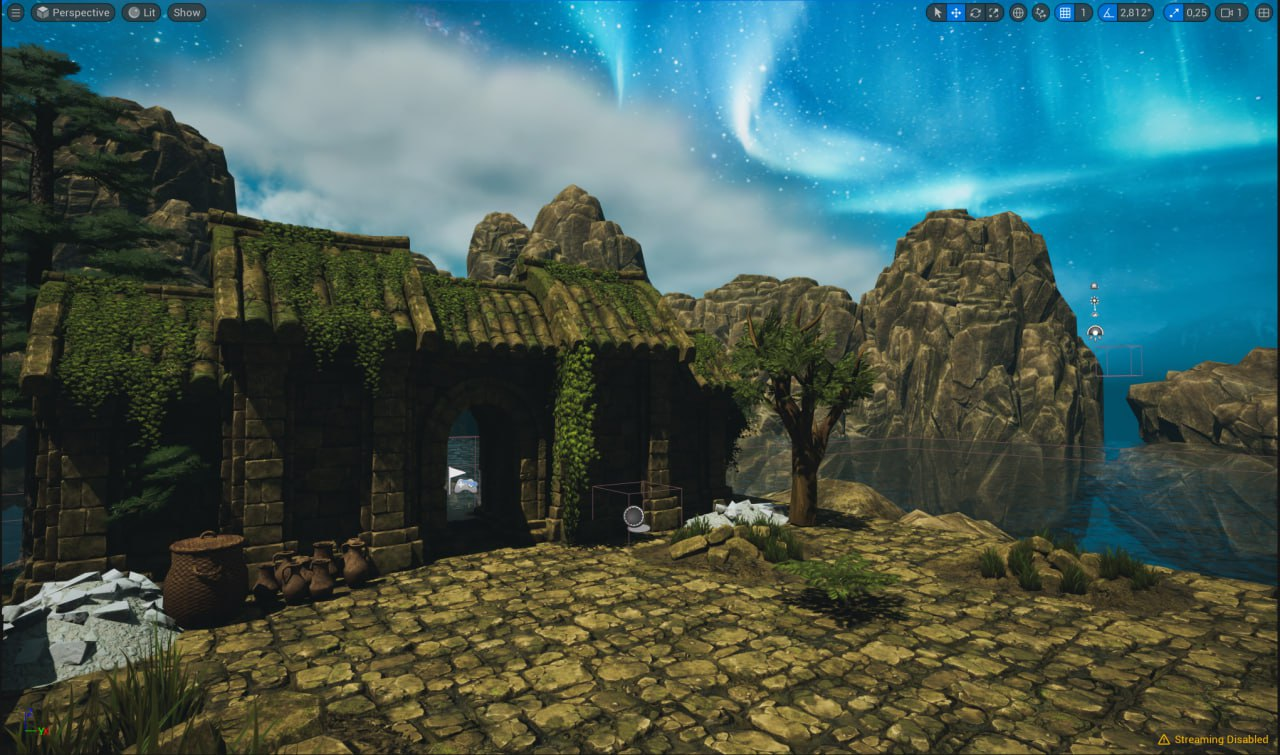 Perspective Lit Show 1 2,812° 0,25 1
Y X
Streaming Disabled